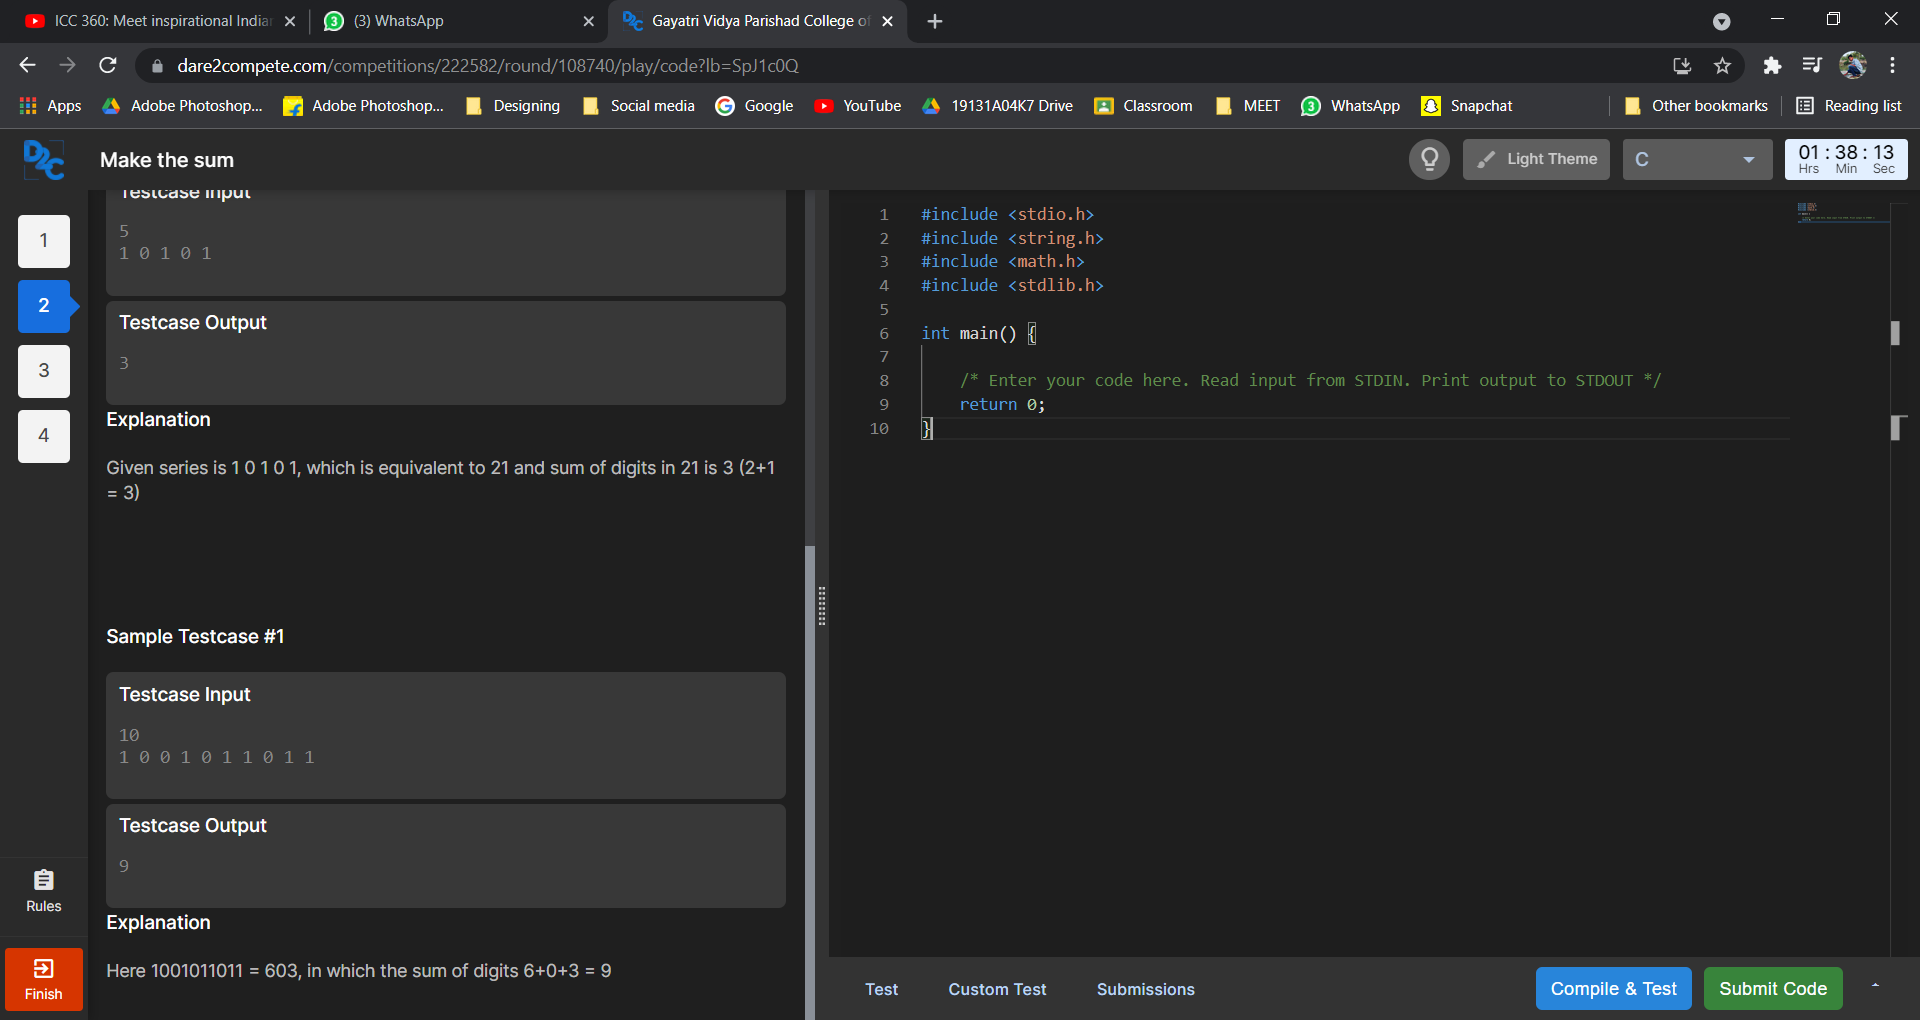 ICC 360: Meet inspirational India
(3) WhatsApp
Gayatri Vidya Parishad College of
dare2compete.com/competitions/222582/round/108740/play/code?lb=SpJ1c0Q
Apps
Adobe Photoshop...
Adobe Photoshop...
Designing
Social media
Google
YouTube
19131A04K7 Drive
Classroom
MEET
WhatsApp
Snapchat
Other bookmarks
Reading list
D2C
Make the sum
Light Theme
C
01 : 38 : 13
Hrs Min Sec
1
2
3
4
Rules
Finish
Testcase Input
5
1 0 1 0 1
Testcase Output
3
Explanation
Given series is 1 0 1 0 1, which is equivalent to 21 and sum of digits in 21 is 3 (2+1
= 3)
Sample Testcase #1
Testcase Input
10
1 0 0 1 0 1 1 0 1 1
Testcase Output
9
Explanation
Here 1001011011 = 603, in which the sum of digits 6+0+3 = 9
1 #include <stdio.h>
2 #include <string.h>
3 #include <math.h>
4 #include <stdlib.h>
5
6 int main() {
7
8 /* Enter your code here. Read input from STDIN. Print output to STDOUT */
9 return 0;
10 }
Test
Custom Test
Submissions
Compile & Test
Submit Code